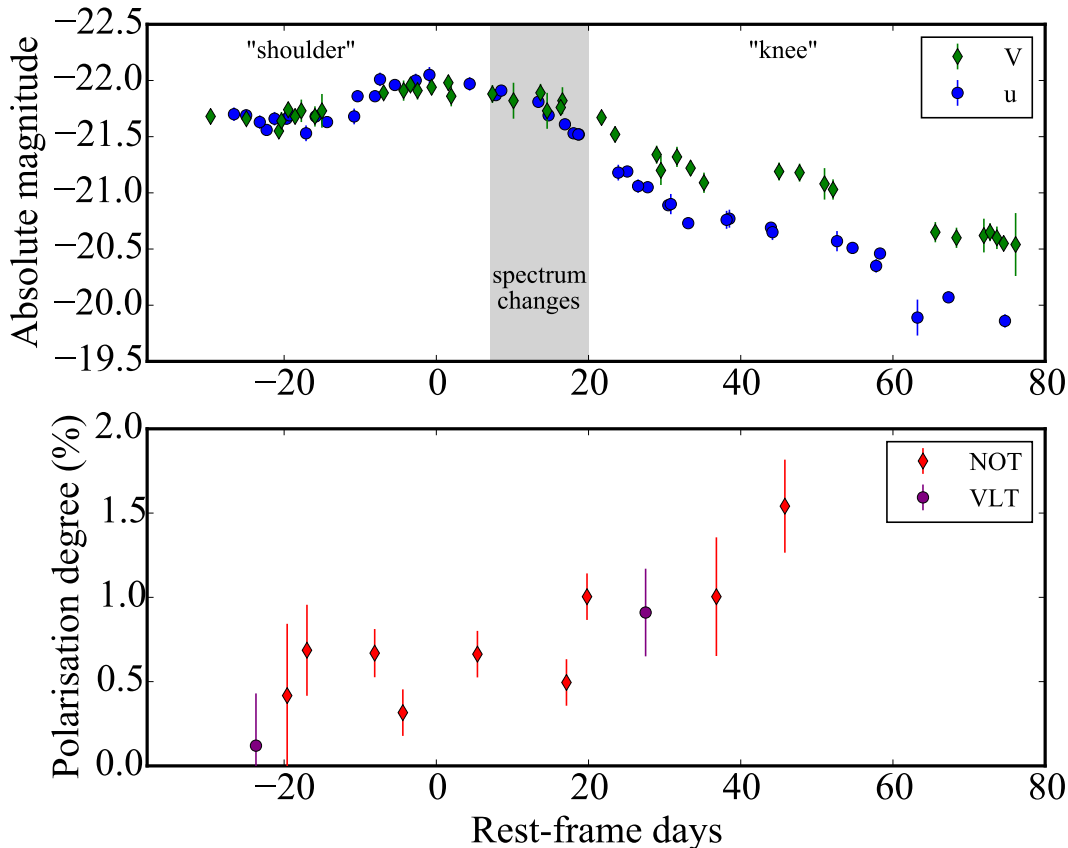 −22.5
−22.0
−21.5
−21.0
−20.5
−20.0
−19.5
Absolute magnitude
"shoulder"
"knee"
V
u
spectrum
changes
−20
0
20
40
60
80
2.0
1.5
1.0
0.5
0.0
Polarisation degree (%)
NOT
VLT
−20
0
20
40
60
80
Rest-frame days